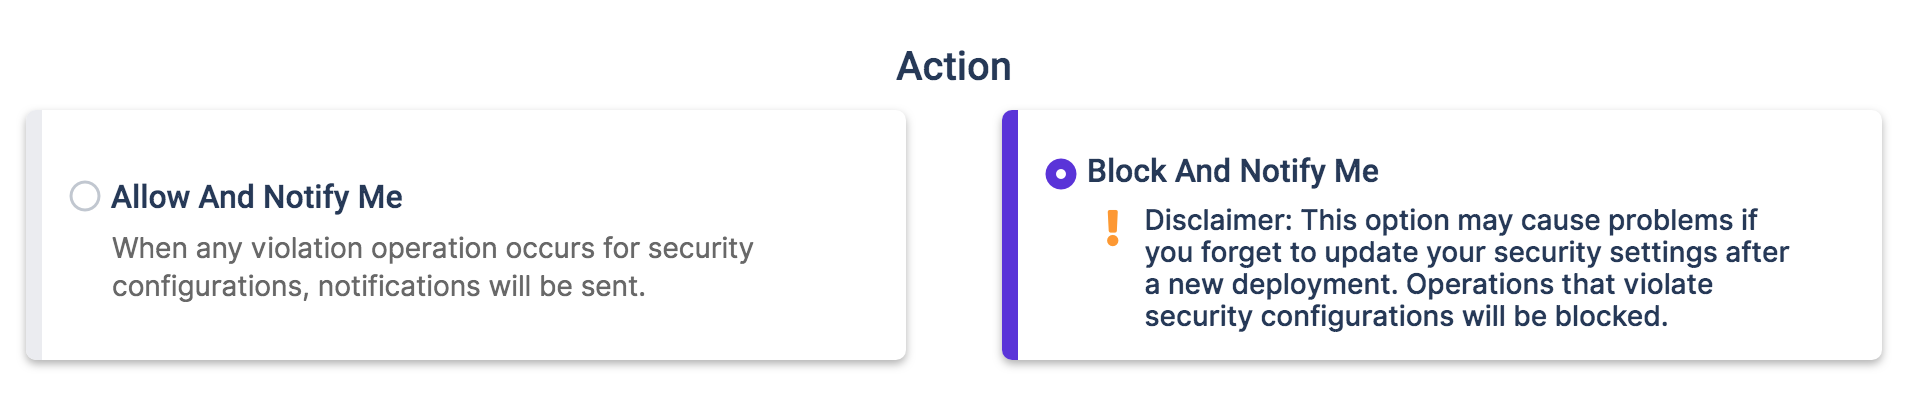 Action
Allow And Notify Me
When any violation operation occurs for security
configurations, notifications will be sent.
Block And Notify Me
Disclaimer: This option may cause problems if
you forget to update your security settings after
a new deployment. Operations that violate
security configurations will be blocked.